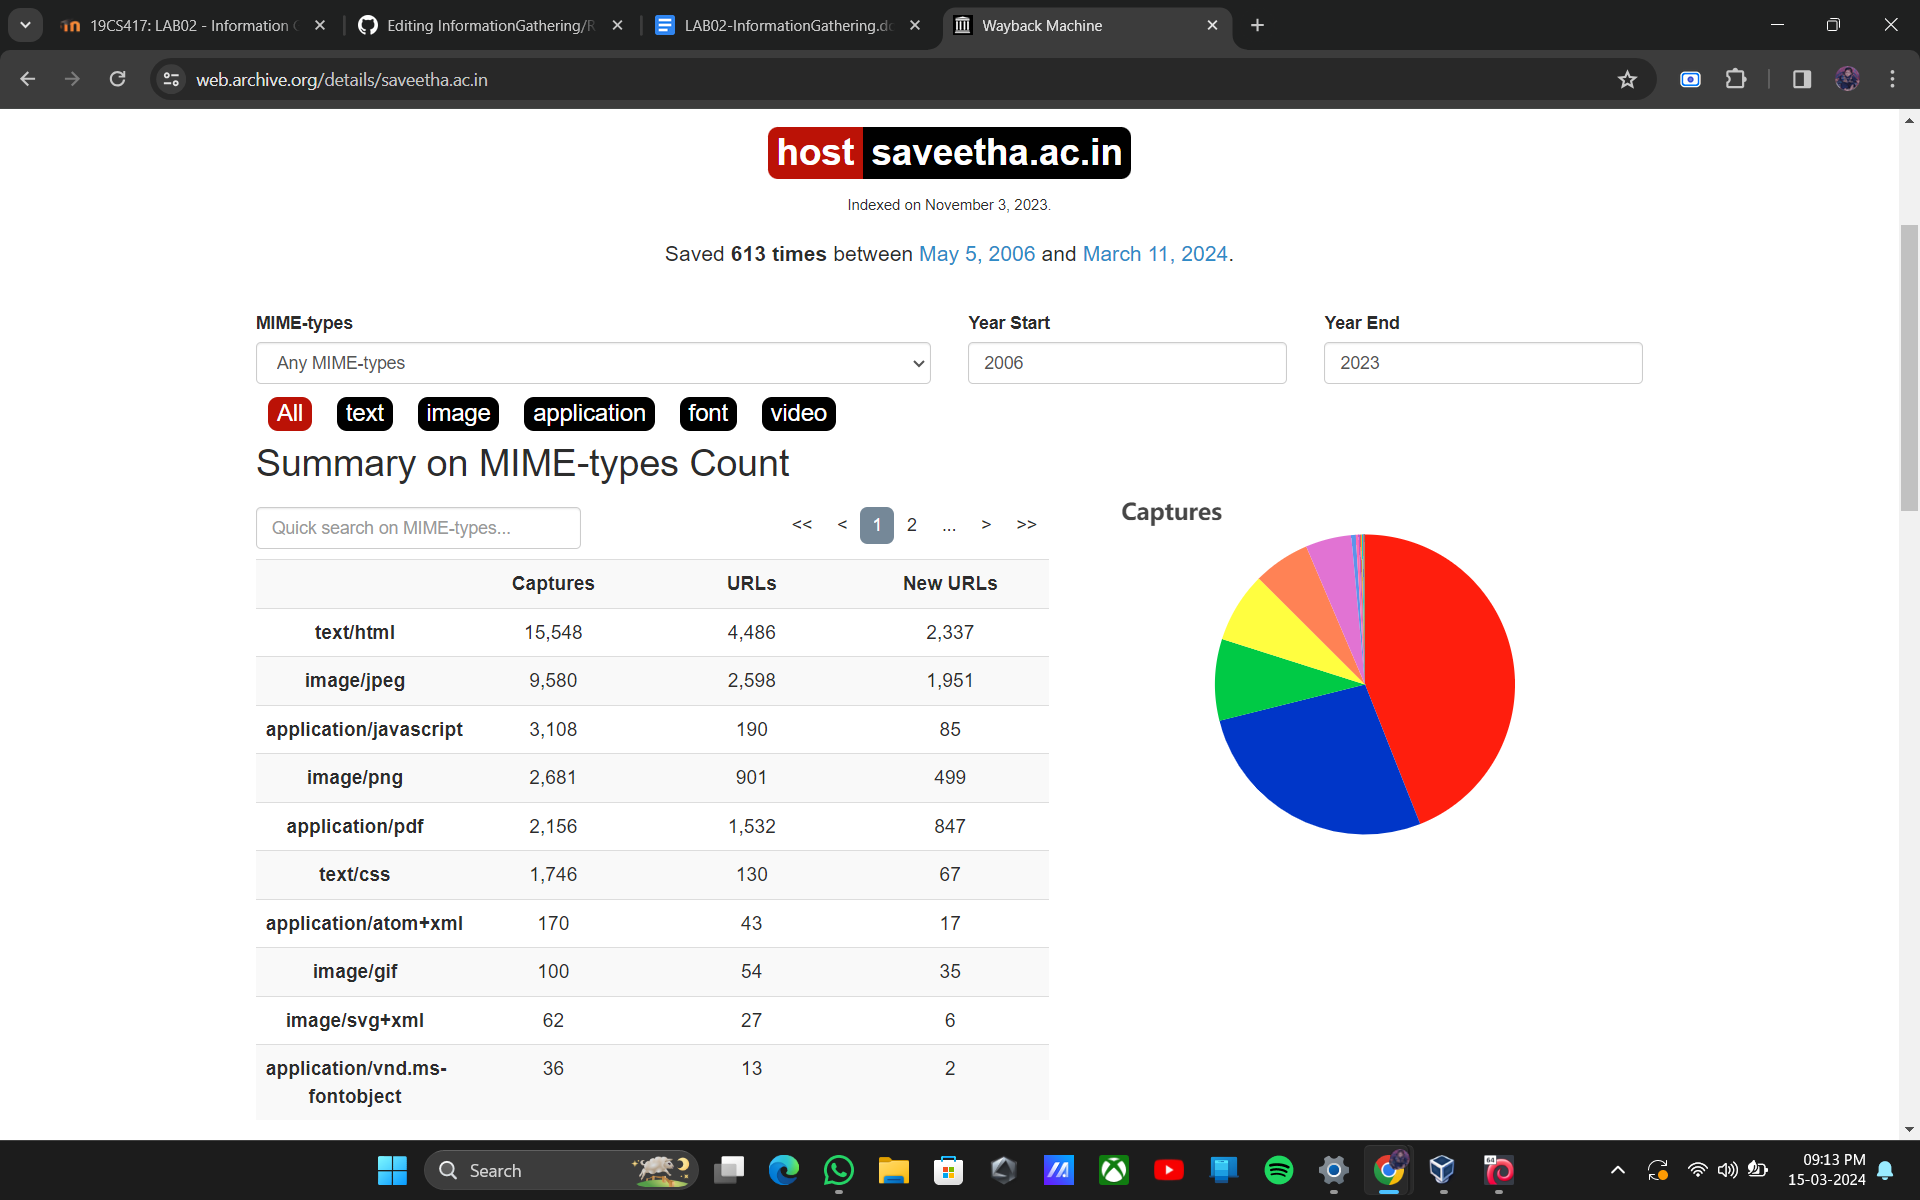 19CS417: LAB02 - Information
Editing InformationGathering/R
LAB02-InformationGathering.do
Wayback Machine
web.archive.org/details/saveetha.ac.in
host saveetha.ac.in
Indexed on November 3, 2023.
Saved 613 times between May 5, 2006 and March 11, 2024.
MIME-types
Year Start
Year End
Any MIME-types
2006
2023
All text image application font video
Summary on MIME-types Count
Quick search on MIME-types...
<< < 1 2 ... > >>
Captures
Captures URLs New URLs
text/html 15,548 4,486 2,337
image/jpeg 9,580 2,598 1,951
application/javascript 3,108 190 85
image/png 2,681 901 499
application/pdf 2,156 1,532 847
text/css 1,746 130 67
application/atom+xml 170 43 17
image/gif 100 54 35
image/svg+xml 62 27 6
application/vnd.ms- 36 13 2
fontobject
Search
64
09:13 PM
15-03-2024